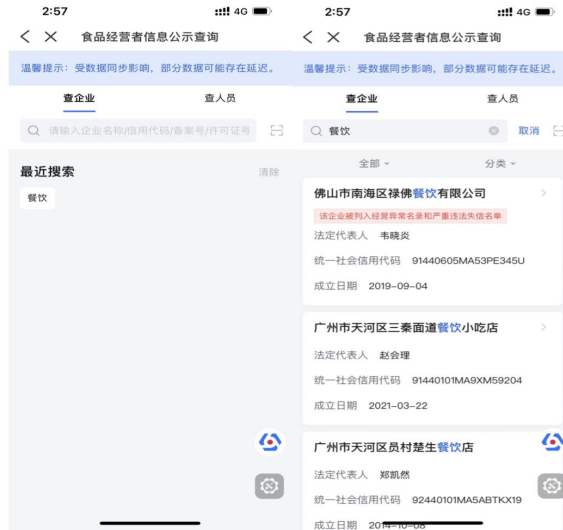 2:57
4G
食品经营者信息公示查询
温馨提示：受数据同步影响，部分数据可能存在延迟。
查企业
查人员
请输入企业名称/信用代码/备案号/许可证号
最近搜索
清除
餐饮
2:57
4G
食品经营者信息公示查询
温馨提示：受数据同步影响，部分数据可能存在延迟。
查企业
查人员
餐饮
取消
全部
分类
佛山市南海区禄佛餐饮有限公司
该企业被列入经营异常名录和严重违法失信名单
法定代表人 韦晓炎
统一社会信用代码 91440605MA53PE345U
成立日期 2019-09-04
广州市天河区三秦面道餐饮小吃店
法定代表人 赵会理
统一社会信用代码 91440101MA9XM59204
成立日期 2021-03-22
广州市天河区员村楚生餐饮店
法定代表人 郑凯然
统一社会信用代码 92440101MA5ABTKX19
成立日期 2014-10-08